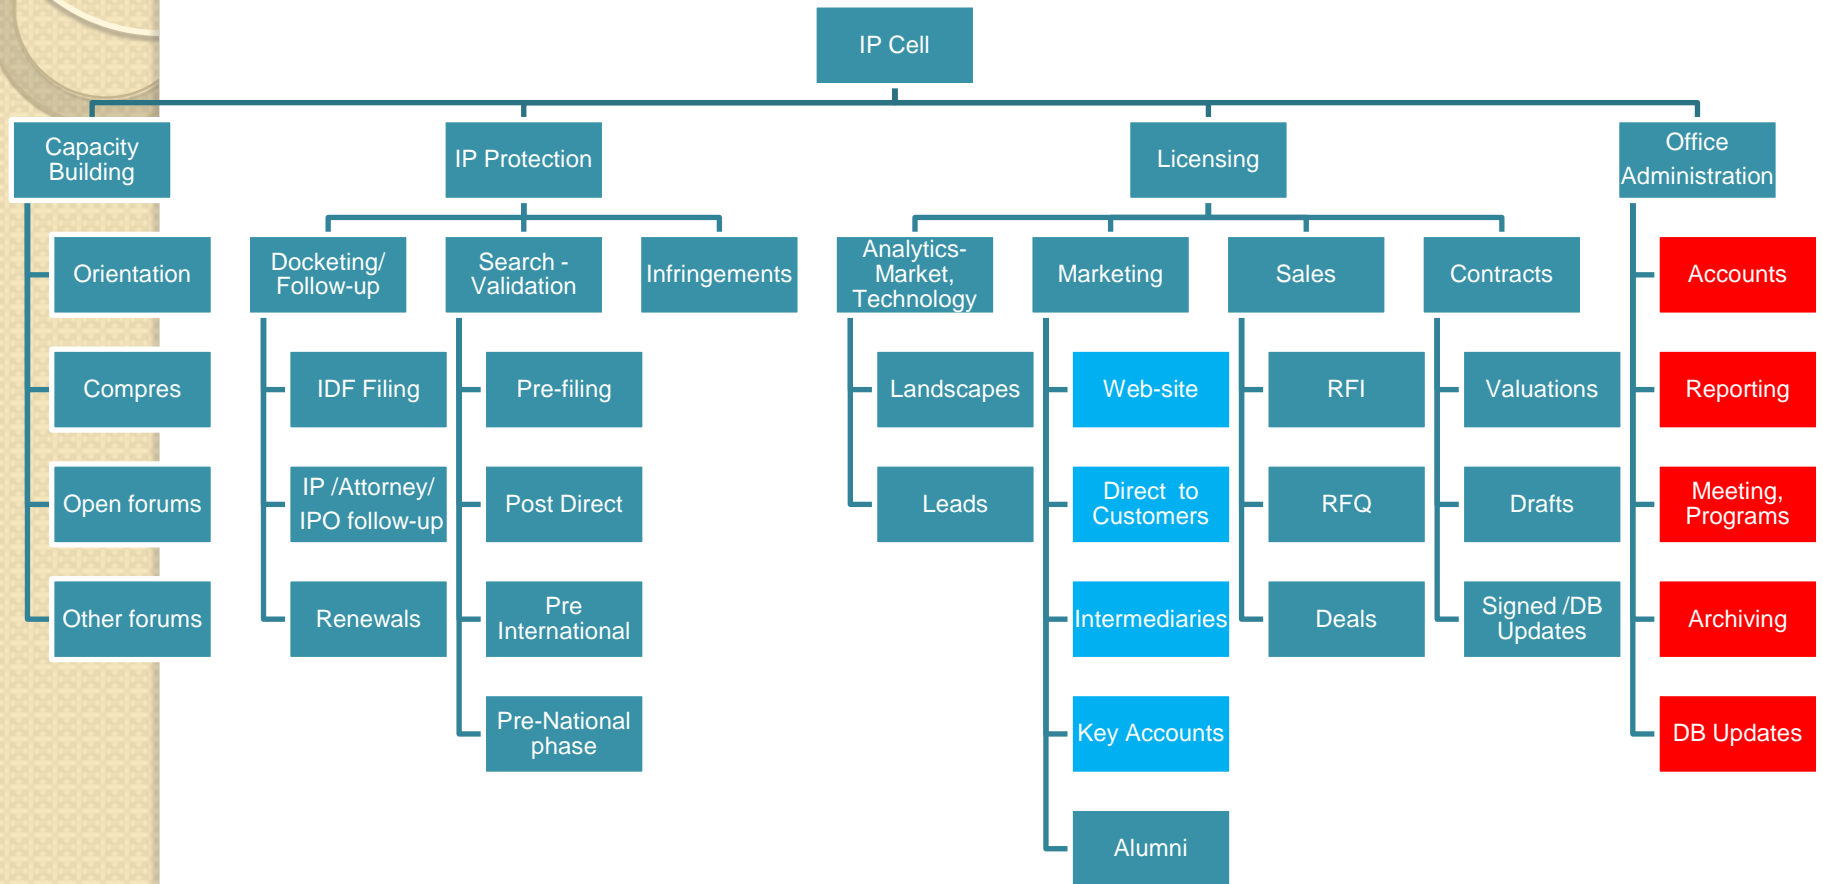 IP Cell
Capacity
Building
IP Protection
Licensing
Office
Administration
Orientation
Docketing/
Follow-up
Search -
Validation
Infringements
Analytics-
Market,
Technology
Marketing
Sales
Contracts
Accounts
Compres
IDF Filing
Pre-filing
Landscapes
Web-site
RFI
Valuations
Reporting
Open forums
IP /Attorney/
IPO follow-up
Post Direct
Leads
Direct to
Customers
RFQ
Drafts
Meeting,
Programs
Other forums
Renewals
Pre
International
Intermediaries
Deals
Signed /DB
Updates
Archiving
Pre-National
phase
Key Accounts
DB Updates
Alumni